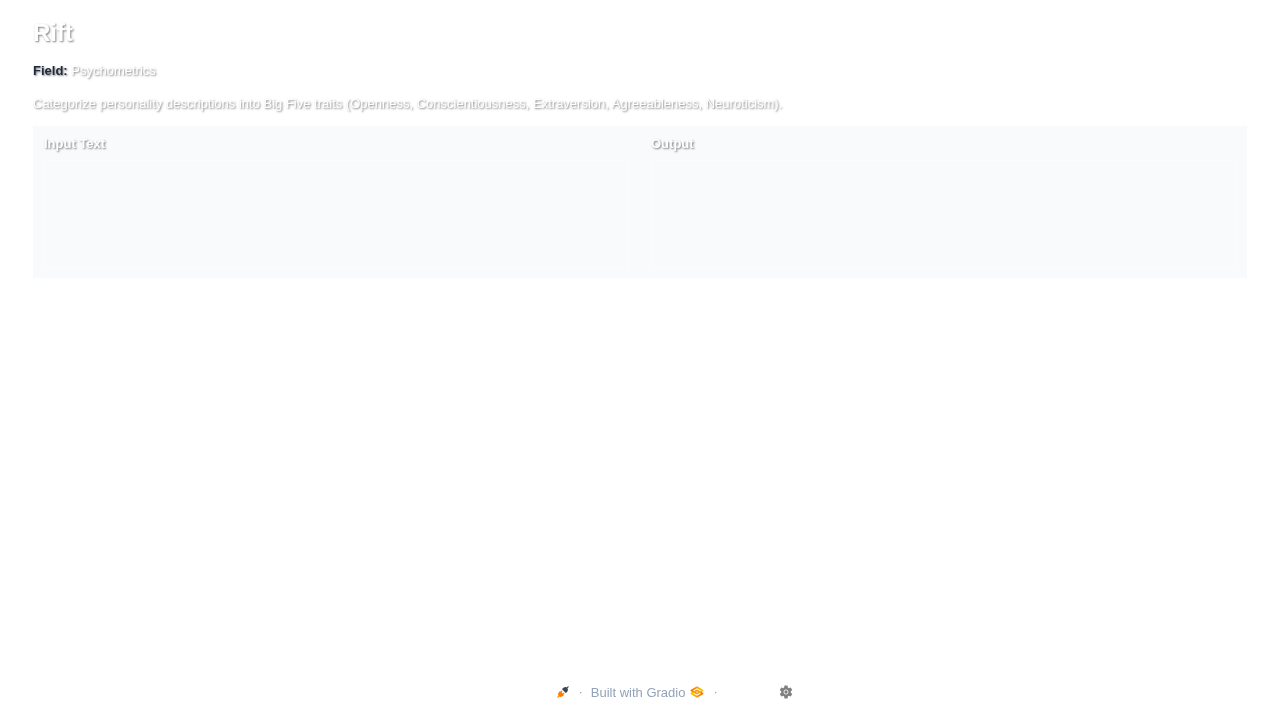 Rift
Field: Psychometrics
Categorize personality descriptions into Big Five traits (Openness, Conscientiousness, Extraversion, Agreeableness, Neuroticism).
Input Text
Output
· Built with Gradio ·